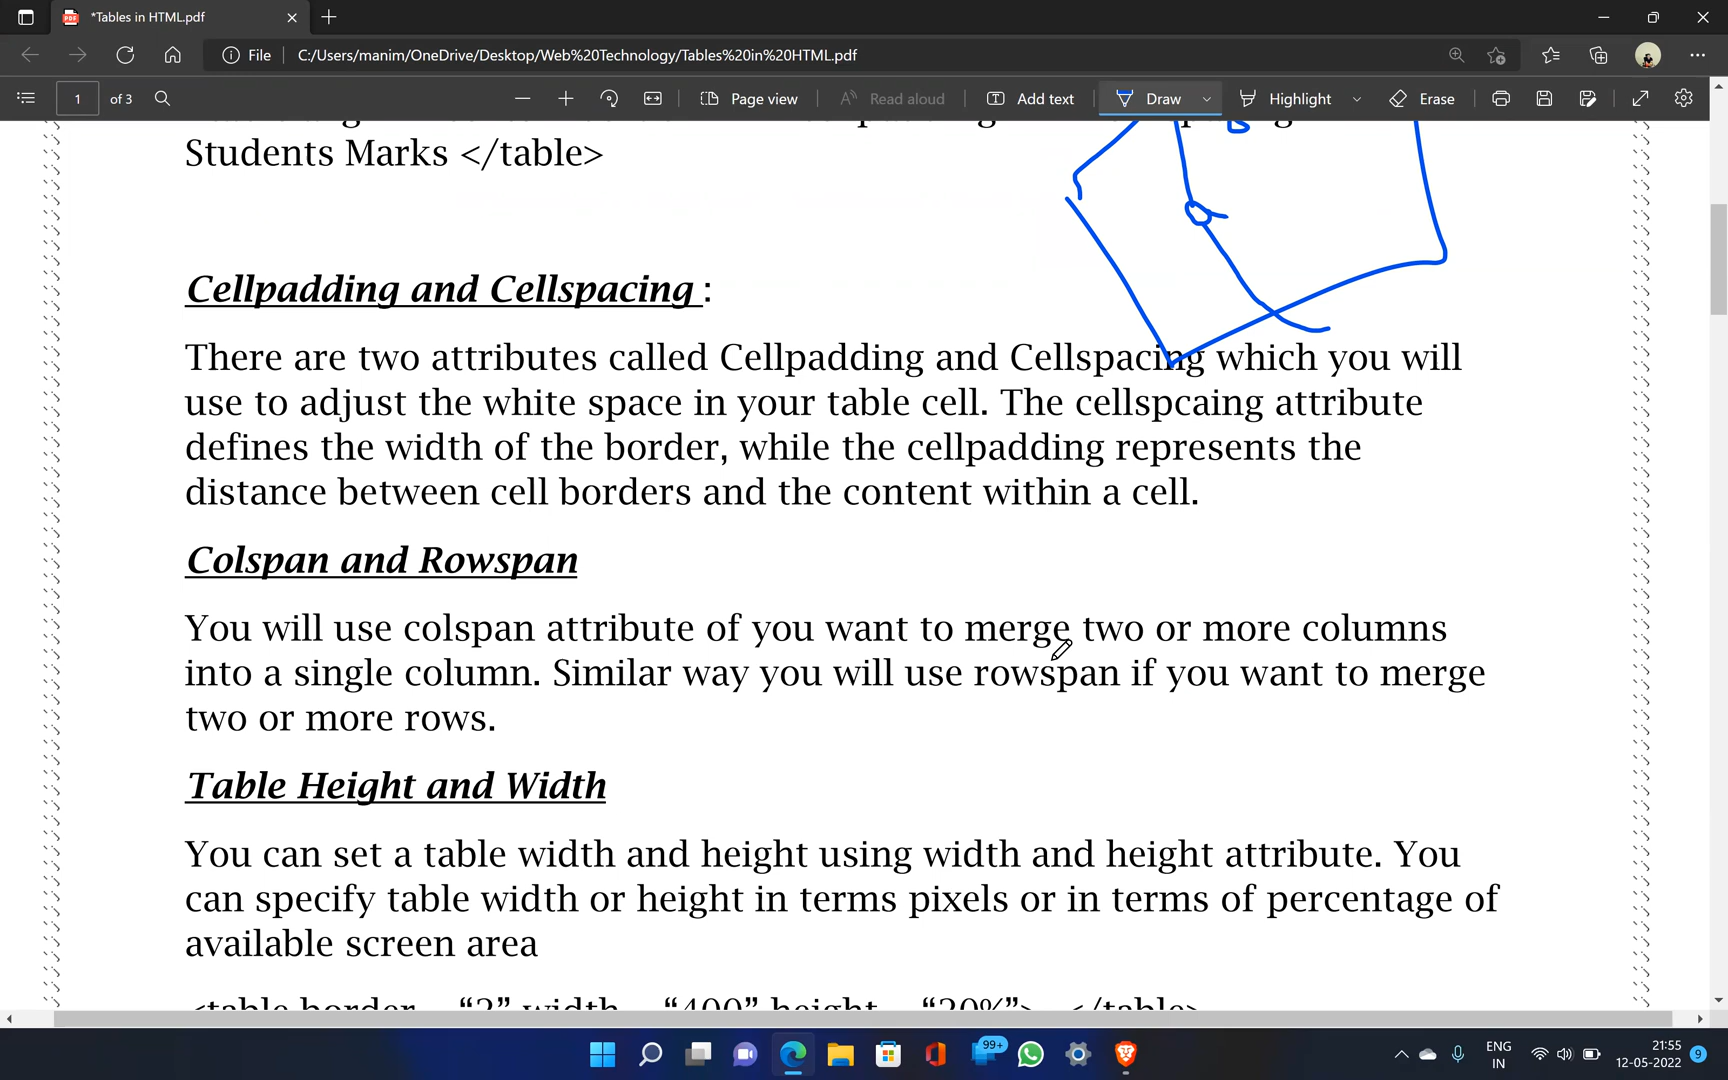 *Tables in HTML.pdf
File C:/Users/manim/OneDrive/Desktop/Web%20Technology/Tables%20in%20HTML.pdf
1 of 3 Page view Read aloud Add text Draw Highlight Erase
Students Marks </table>
Cellpadding and Cellspacing :
There are two attributes called Cellpadding and Cellspacing which you will
use to adjust the white space in your table cell. The cellspcaing attribute
defines the width of the border, while the cellpadding represents the
distance between cell borders and the content within a cell.
Colspan and Rowspan
You will use colspan attribute of you want to merge two or more columns
into a single column. Similar way you will use rowspan if you want to merge
two or more rows.
Table Height and Width
You can set a table width and height using width and height attribute. You
can specify table width or height in terms pixels or in terms of percentage of
available screen area
<table border “2” width “400” height “20%”> </table>
99+
ENG
IN
21:55
12-05-2022
9